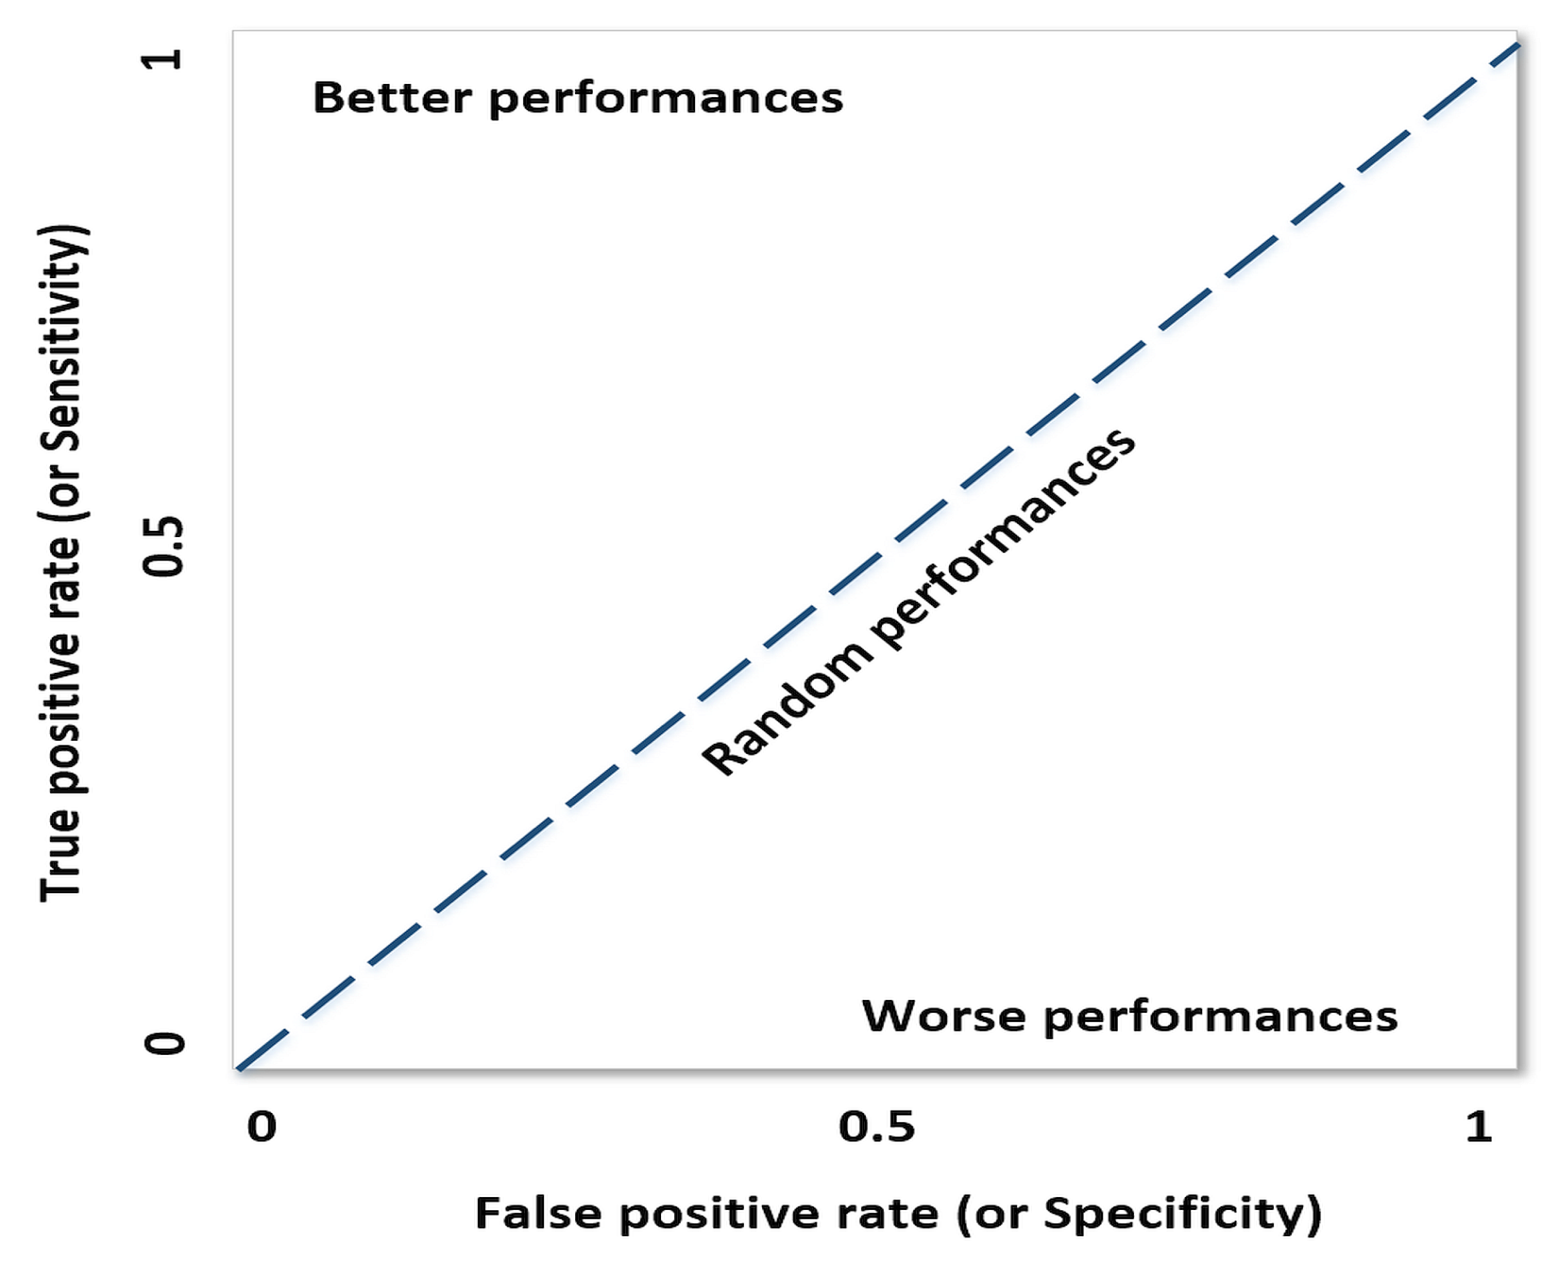 Better performances
Random performances
Worse performances
True positive rate (or Sensitivity)
1
0.5
0
0
0.5
1
False positive rate (or Specificity)